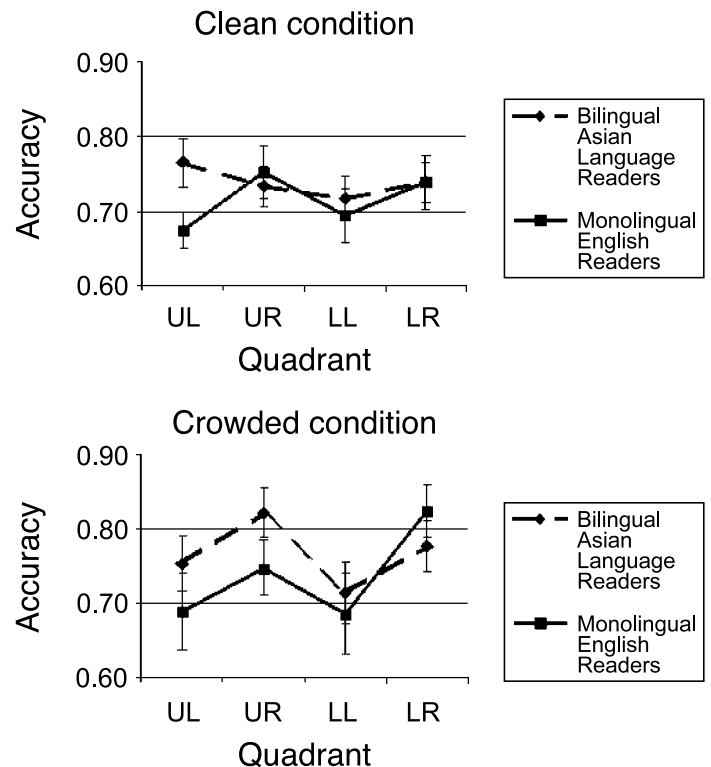 Clean condition
0.90
0.80
0.70
0.60
Accuracy
UL UR LL LR
Quadrant
Bilingual
Asian
Language
Readers
Monolingual
English
Readers
Crowded condition
0.90
0.80
0.70
0.60
Accuracy
UL UR LL LR
Quadrant
Bilingual
Asian
Language
Readers
Monolingual
English
Readers